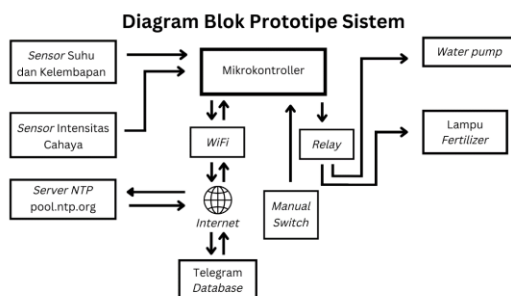 Diagram Blok Prototipe Sistem
Sensor Suhu
dan Kelembapan
Mikrokontroller
Water pump
Sensor Intensitas
Cahaya
WiFi
Relay
Lampu
Fertilizer
Server NTP
pool.ntp.org
Internet
Manual
Switch
Telegram
Database